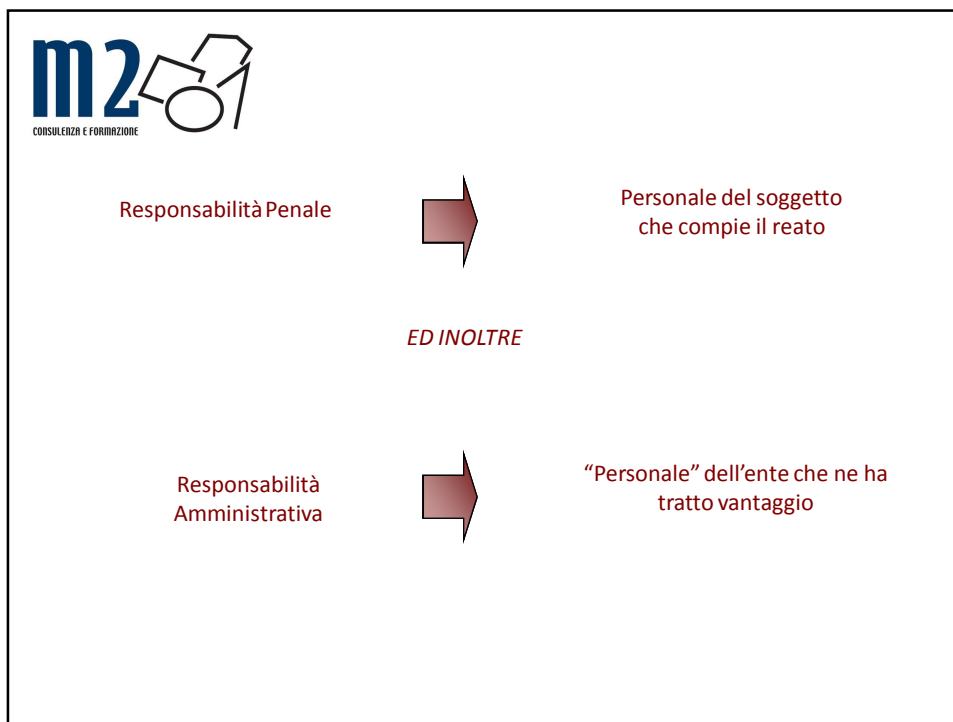 m2
CONSULENZA E FORMAZIONE
Responsabilità Penale
Personale del soggetto
che compie il reato
ED INOLTRE
Responsabilità
Amministrativa
“Personale” dell’ente che ne ha
tratto vantaggio